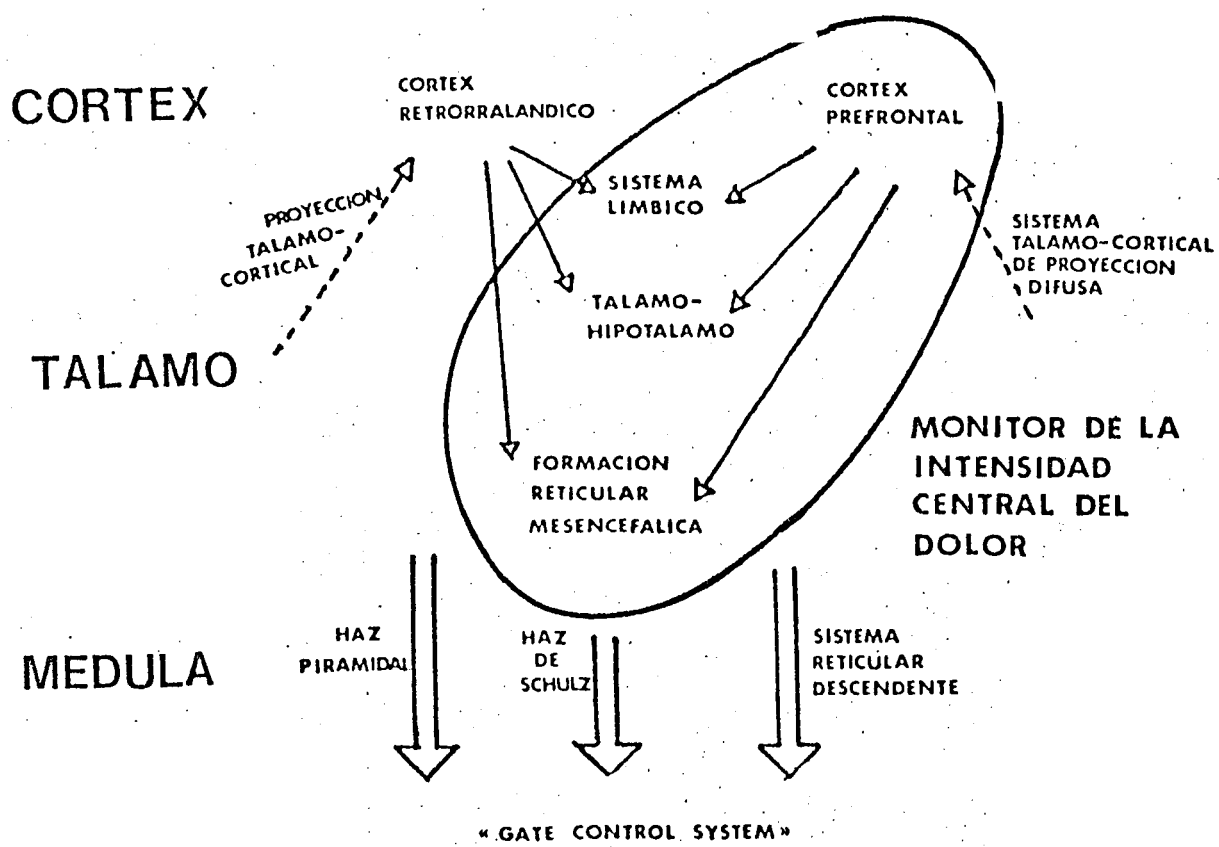 CORTEX
CORTEX
RETRORRALANDICO
CORTEX
PREFRONTAL
SISTEMA
LIMBICO
PROYECCION
TALAMO-
CORTICAL
SISTEMA
TALAMO-CORTICAL
DE PROYECCION
DIFUSA
TALAMO-
HIPOTALAMO
TALAMO
MONITOR DE LA
INTENSIDAD
CENTRAL DEL
DOLOR
FORMACION
RETICULAR
MESENCEFALICA
MEDULA
HAZ
PIRAMIDAL
HAZ
DE
SCHULZ
SISTEMA
RETICULAR
DESCENDENTE
« GATE CONTROL SYSTEM»